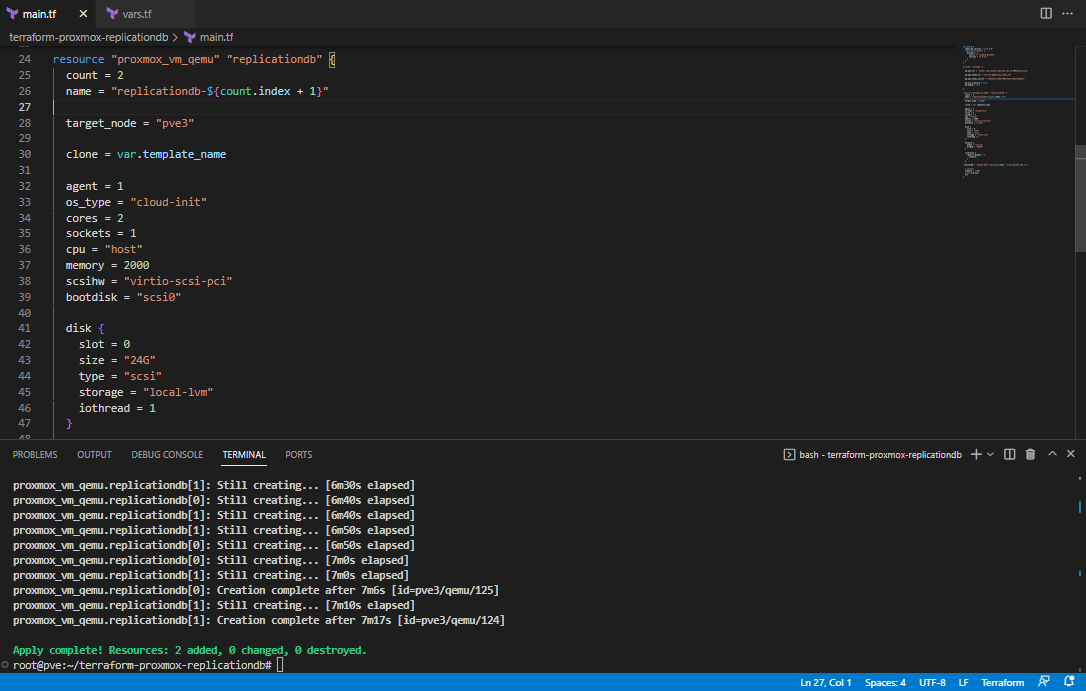 main.tf
vars.tf
terraform-proxmox-replicationdb > main.tf
24 resource "proxmox_vm_qemu" "replicationdb" {
25 count = 2
26 name = "replicationdb-${count.index + 1}"
27
28 target_node = "pve3"
29
30 clone = var.template_name
31
32 agent = 1
33 os_type = "cloud-init"
34 cores = 2
35 sockets = 1
36 cpu = "host"
37 memory = 2000
38 scsihw = "virtio-scsi-pci"
39 bootdisk = "scsi0"
40
41 disk {
42 slot = 0
43 size = "24G"
44 type = "scsi"
45 storage = "local-lvm"
46 iothread = 1
47 }
48
PROBLEMS OUTPUT DEBUG CONSOLE TERMINAL PORTS
bash - terraform-proxmox-replicationdb
proxmox_vm_qemu.replicationdb[1]: Still creating... [6m30s elapsed]
proxmox_vm_qemu.replicationdb[0]: Still creating... [6m40s elapsed]
proxmox_vm_qemu.replicationdb[1]: Still creating... [6m40s elapsed]
proxmox_vm_qemu.replicationdb[1]: Still creating... [6m50s elapsed]
proxmox_vm_qemu.replicationdb[0]: Still creating... [6m50s elapsed]
proxmox_vm_qemu.replicationdb[0]: Still creating... [7m0s elapsed]
proxmox_vm_qemu.replicationdb[1]: Still creating... [7m0s elapsed]
proxmox_vm_qemu.replicationdb[0]: Creation complete after 7m6s [id=pve3/qemu/125]
proxmox_vm_qemu.replicationdb[1]: Still creating... [7m10s elapsed]
proxmox_vm_qemu.replicationdb[1]: Creation complete after 7m17s [id=pve3/qemu/124]
Apply complete! Resources: 2 added, 0 changed, 0 destroyed.
root@pve:~/terraform-proxmox-replicationdb#
Ln 27, Col 1 Spaces: 4 UTF-8 LF Terraform